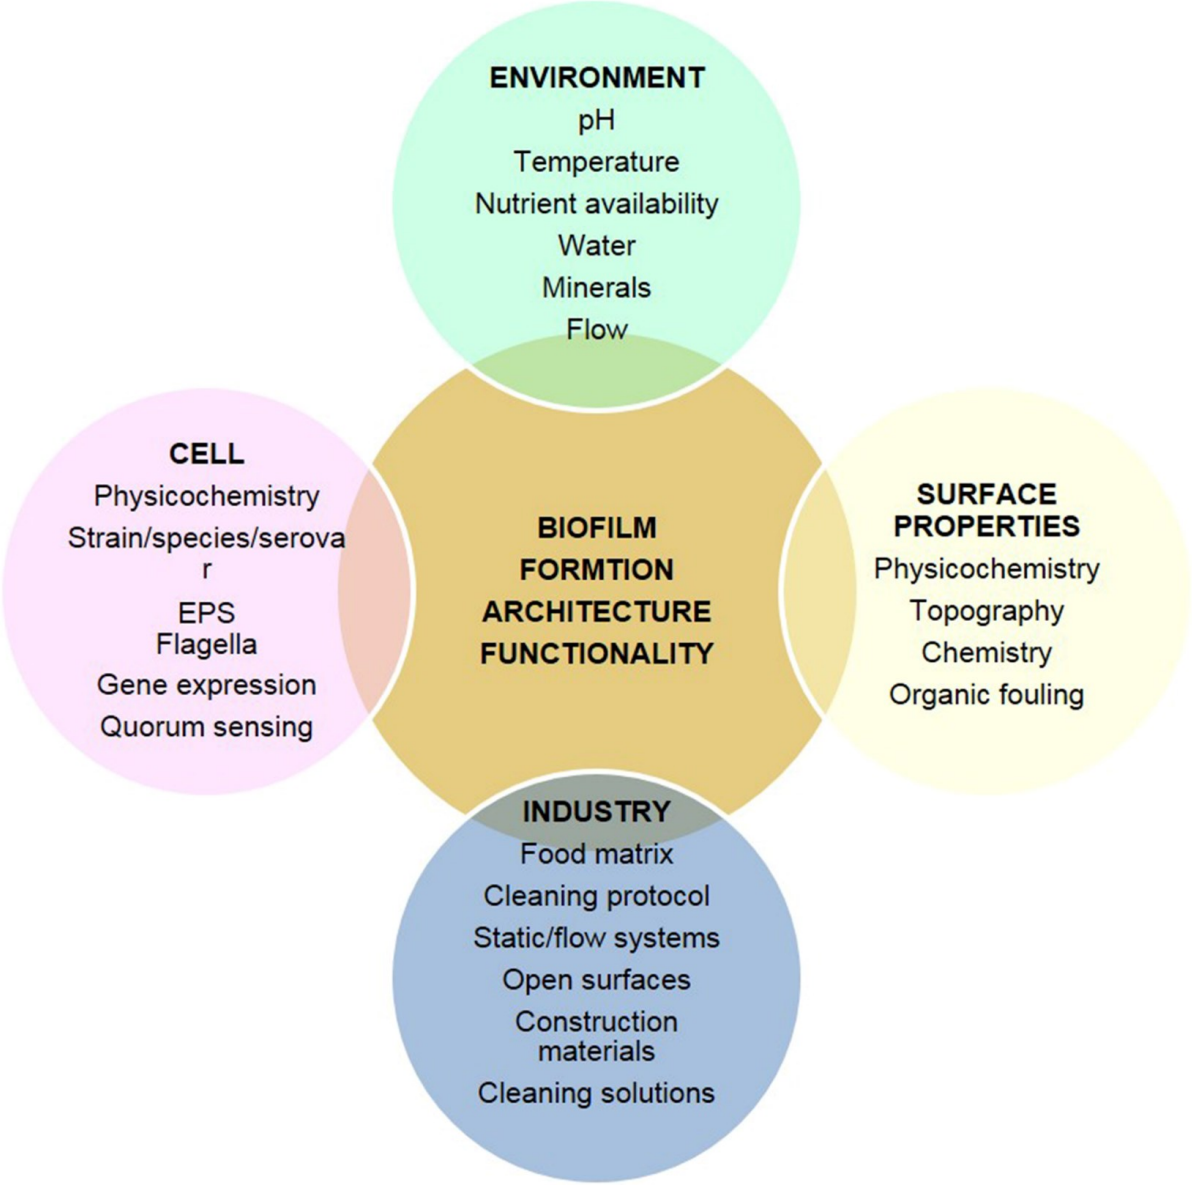 ENVIRONMENT
pH
Temperature
Nutrient availability
Water
Minerals
Flow
CELL
Physicochemistry
Strain/species/serova
r
EPS
Flagella
Gene expression
Quorum sensing
BIOFILM
FORMTION
ARCHITECTURE
FUNCTIONALITY
SURFACE
PROPERTIES
Physicochemistry
Topography
Chemistry
Organic fouling
INDUSTRY
Food matrix
Cleaning protocol
Static/flow systems
Open surfaces
Construction
materials
Cleaning solutions